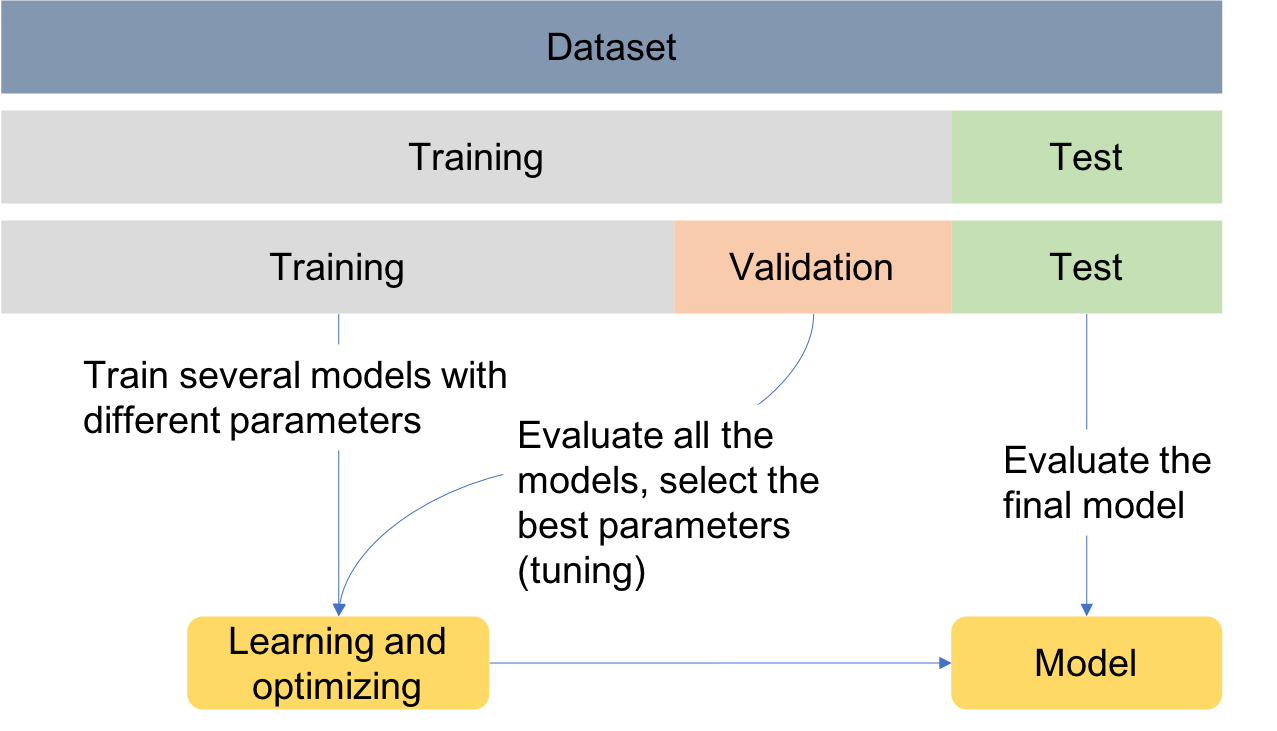 Dataset
Training
Test
Training
Validation
Test
Train several models with
different parameters
Evaluate all the
models, select the
best parameters
(tuning)
Evaluate the
final model
Learning and
optimizing
Model